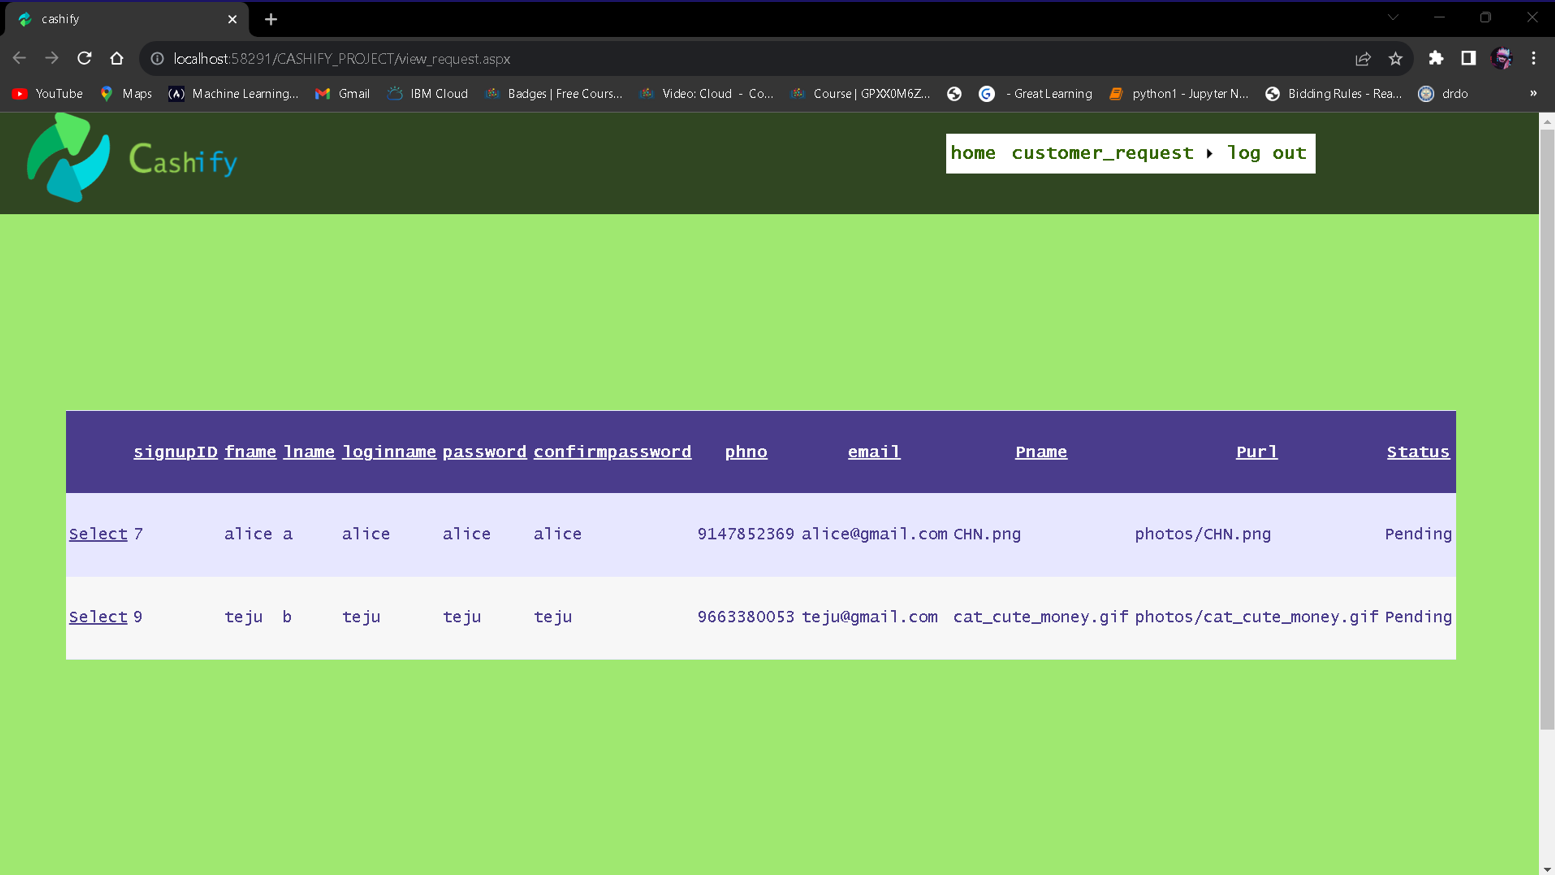 cashify
localhost:58291/CASHIFY_PROJECT/view_request.aspx
YouTube Maps Machine Learning... Gmail IBM Cloud Badges | Free Cours... Video: Cloud - Co... Course | GPXX0M6Z... - Great Learning python1 - Jupyter N... Bidding Rules - Rea... drdo »
Cashify
home customer_request log out
signupID fname lname loginname password confirmpassword phno email Pname Purl Status
Select 7 alice a alice alice alice 9147852369 alice@gmail.com CHN.png photos/CHN.png Pending
Select 9 teju b teju teju teju 9663380053 teju@gmail.com cat_cute_money.gif photos/cat_cute_money.gif Pending